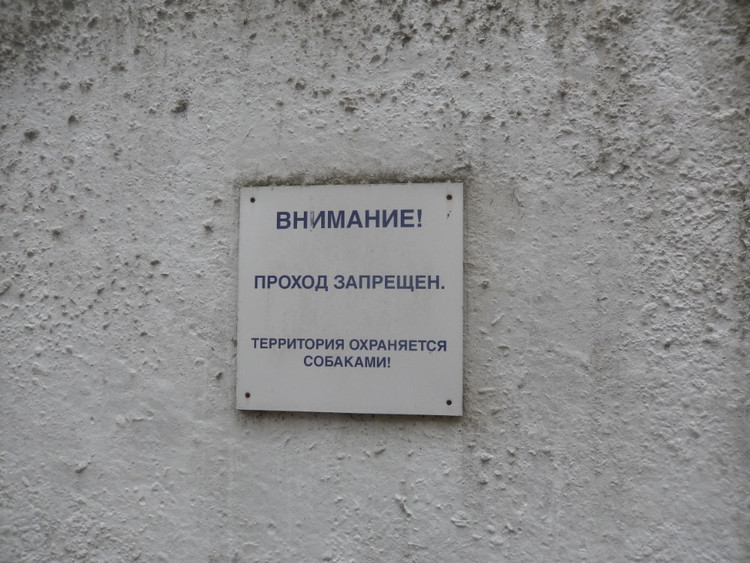 ВНИМАНИЕ!
ПРОХОД ЗАПРЕЩЕН.
ТЕРРИТОРИЯ ОХРАНЯЕТСЯ
СОБАКАМИ!